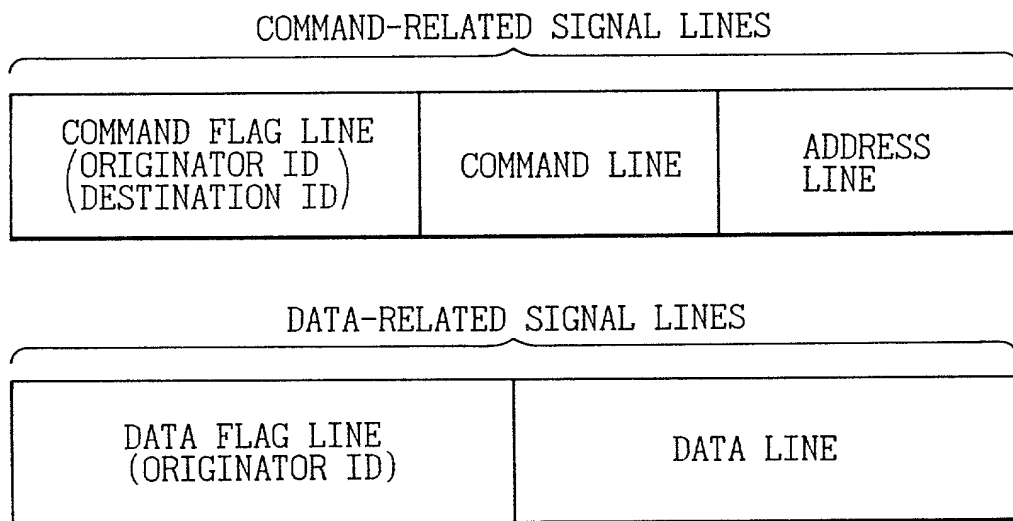 COMMAND-RELATED SIGNAL LINES
COMMAND FLAG LINE
(ORIGINATOR ID
DESTINATION ID)
COMMAND LINE
ADDRESS
LINE
DATA-RELATED SIGNAL LINES
DATA FLAG LINE
(ORIGINATOR ID)
DATA LINE